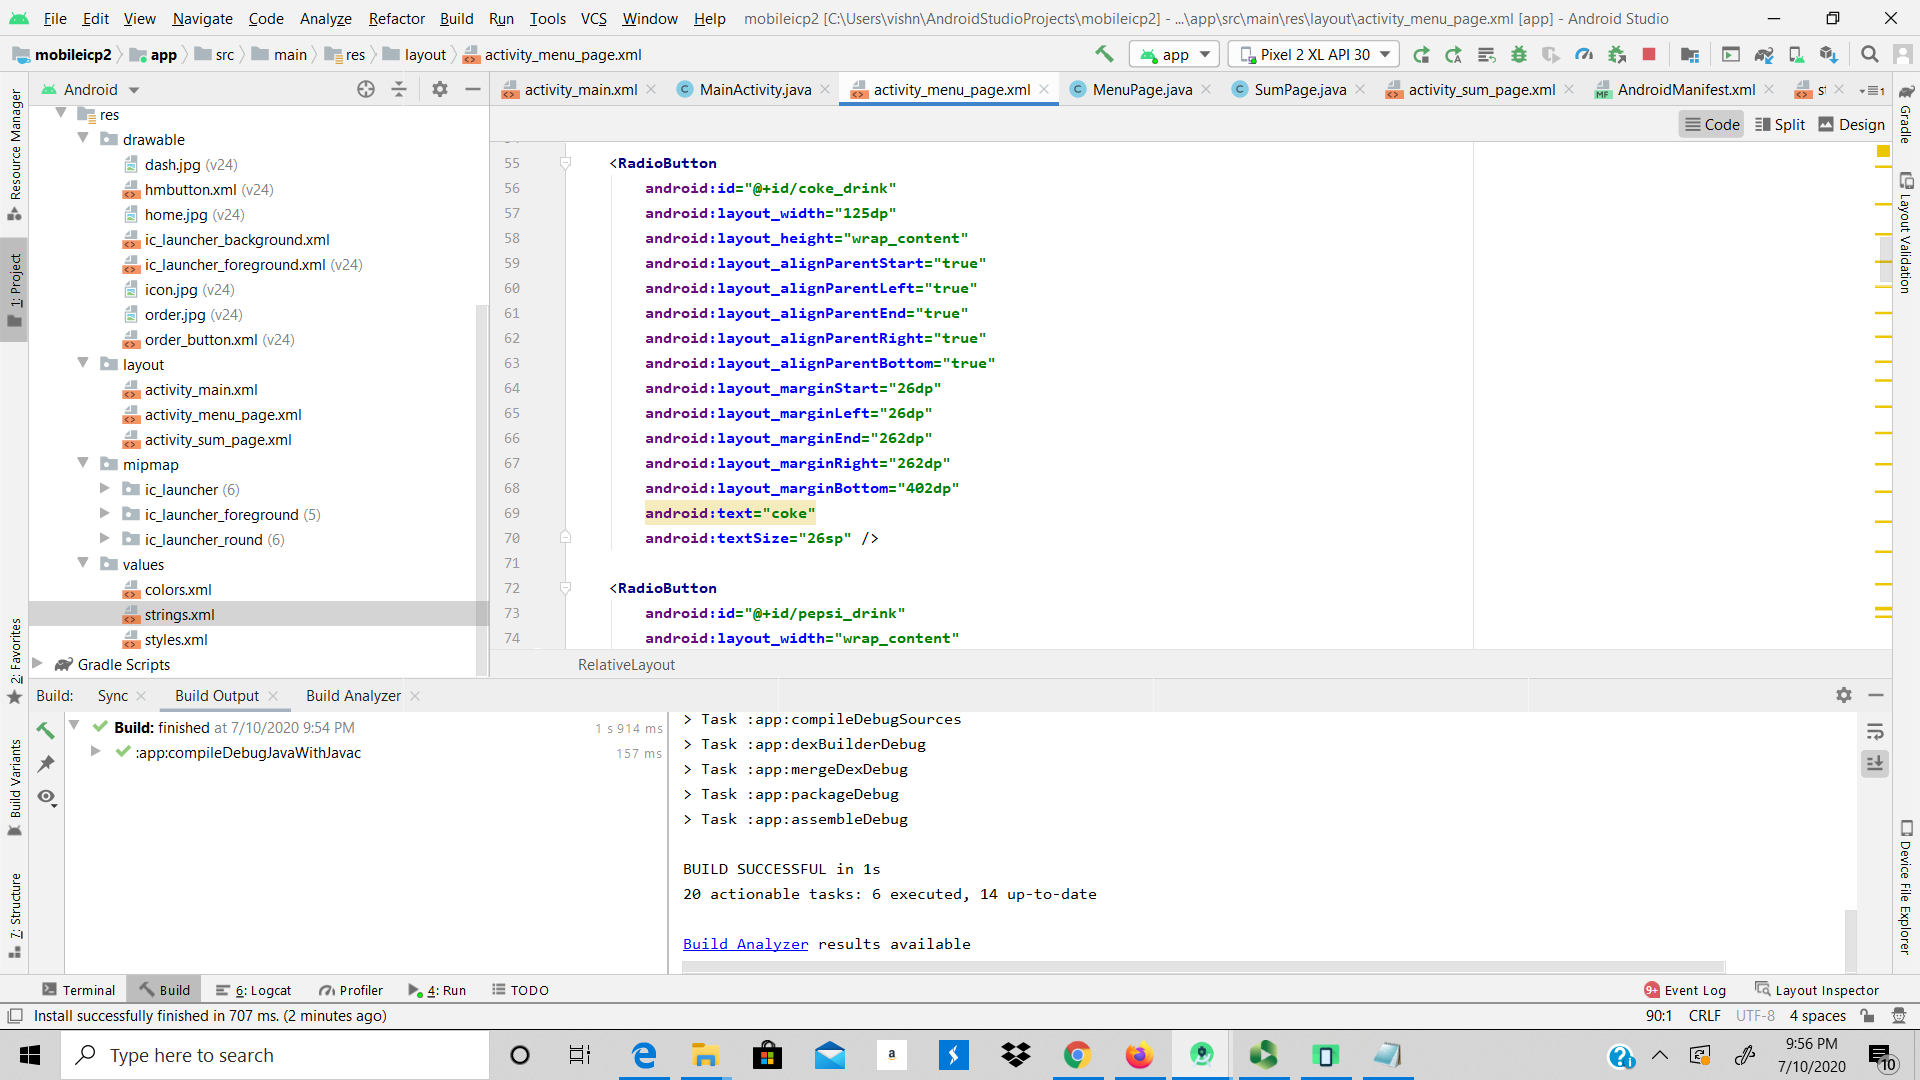 File Edit View Navigate Code Analyze Refactor Build Run Tools VCS Window Help mobileicp2 [C:\Users\vishn\AndroidStudioProjects\mobileicp2] - ...\app\src\main\res\layout\activity_menu_page.xml [app] - Android Studio
mobileicp2 app src main res layout activity_menu_page.xml app Pixel 2 XL API 30
Android activity_main.xml MainActivity.java activity_menu_page.xml MenuPage.java SumPage.java activity_sum_page.xml AndroidManifest.xml
Code Split Design
res
drawable
dash.jpg (v24)
hmbutton.xml (v24)
home.jpg (v24)
ic_launcher_background.xml
ic_launcher_foreground.xml (v24)
icon.jpg (v24)
order.jpg (v24)
order_button.xml (v24)
layout
activity_main.xml
activity_menu_page.xml
activity_sum_page.xml
mipmap
ic_launcher (6)
ic_launcher_foreground (5)
ic_launcher_round (6)
values
colors.xml
strings.xml
styles.xml
Gradle Scripts
55 <RadioButton
56 android:id="@+id/coke_drink"
57 android:layout_width="125dp"
58 android:layout_height="wrap_content"
59 android:layout_alignParentStart="true"
60 android:layout_alignParentLeft="true"
61 android:layout_alignParentEnd="true"
62 android:layout_alignParentRight="true"
63 android:layout_alignParentBottom="true"
64 android:layout_marginStart="26dp"
65 android:layout_marginLeft="26dp"
66 android:layout_marginEnd="262dp"
67 android:layout_marginRight="262dp"
68 android:layout_marginBottom="402dp"
69 android:text="coke"
70 android:textSize="26sp" />
71
72 <RadioButton
73 android:id="@+id/pepsi_drink"
74 android:layout_width="wrap_content"
RelativeLayout
Resource Manager
1: Project
2: Favorites
Build Variants
7: Structure
Gradle
Layout Validation
Device File Explorer
Build: Sync Build Output Build Analyzer
Build: finished at 7/10/2020 9:54 PM 1 s 914 ms
:app:compileDebugJavaWithJavac 157 ms
> Task :app:compileDebugSources
> Task :app:dexBuilderDebug
> Task :app:mergeDexDebug
> Task :app:packageDebug
> Task :app:assembleDebug
BUILD SUCCESSFUL in 1s
20 actionable tasks: 6 executed, 14 up-to-date
Build Analyzer results available
Terminal Build 6: Logcat Profiler 4: Run TODO 9+ Event Log Layout Inspector
Install successfully finished in 707 ms. (2 minutes ago) 90:1 CRLF UTF-8 4 spaces
Type here to search
9:56 PM
7/10/2020
10